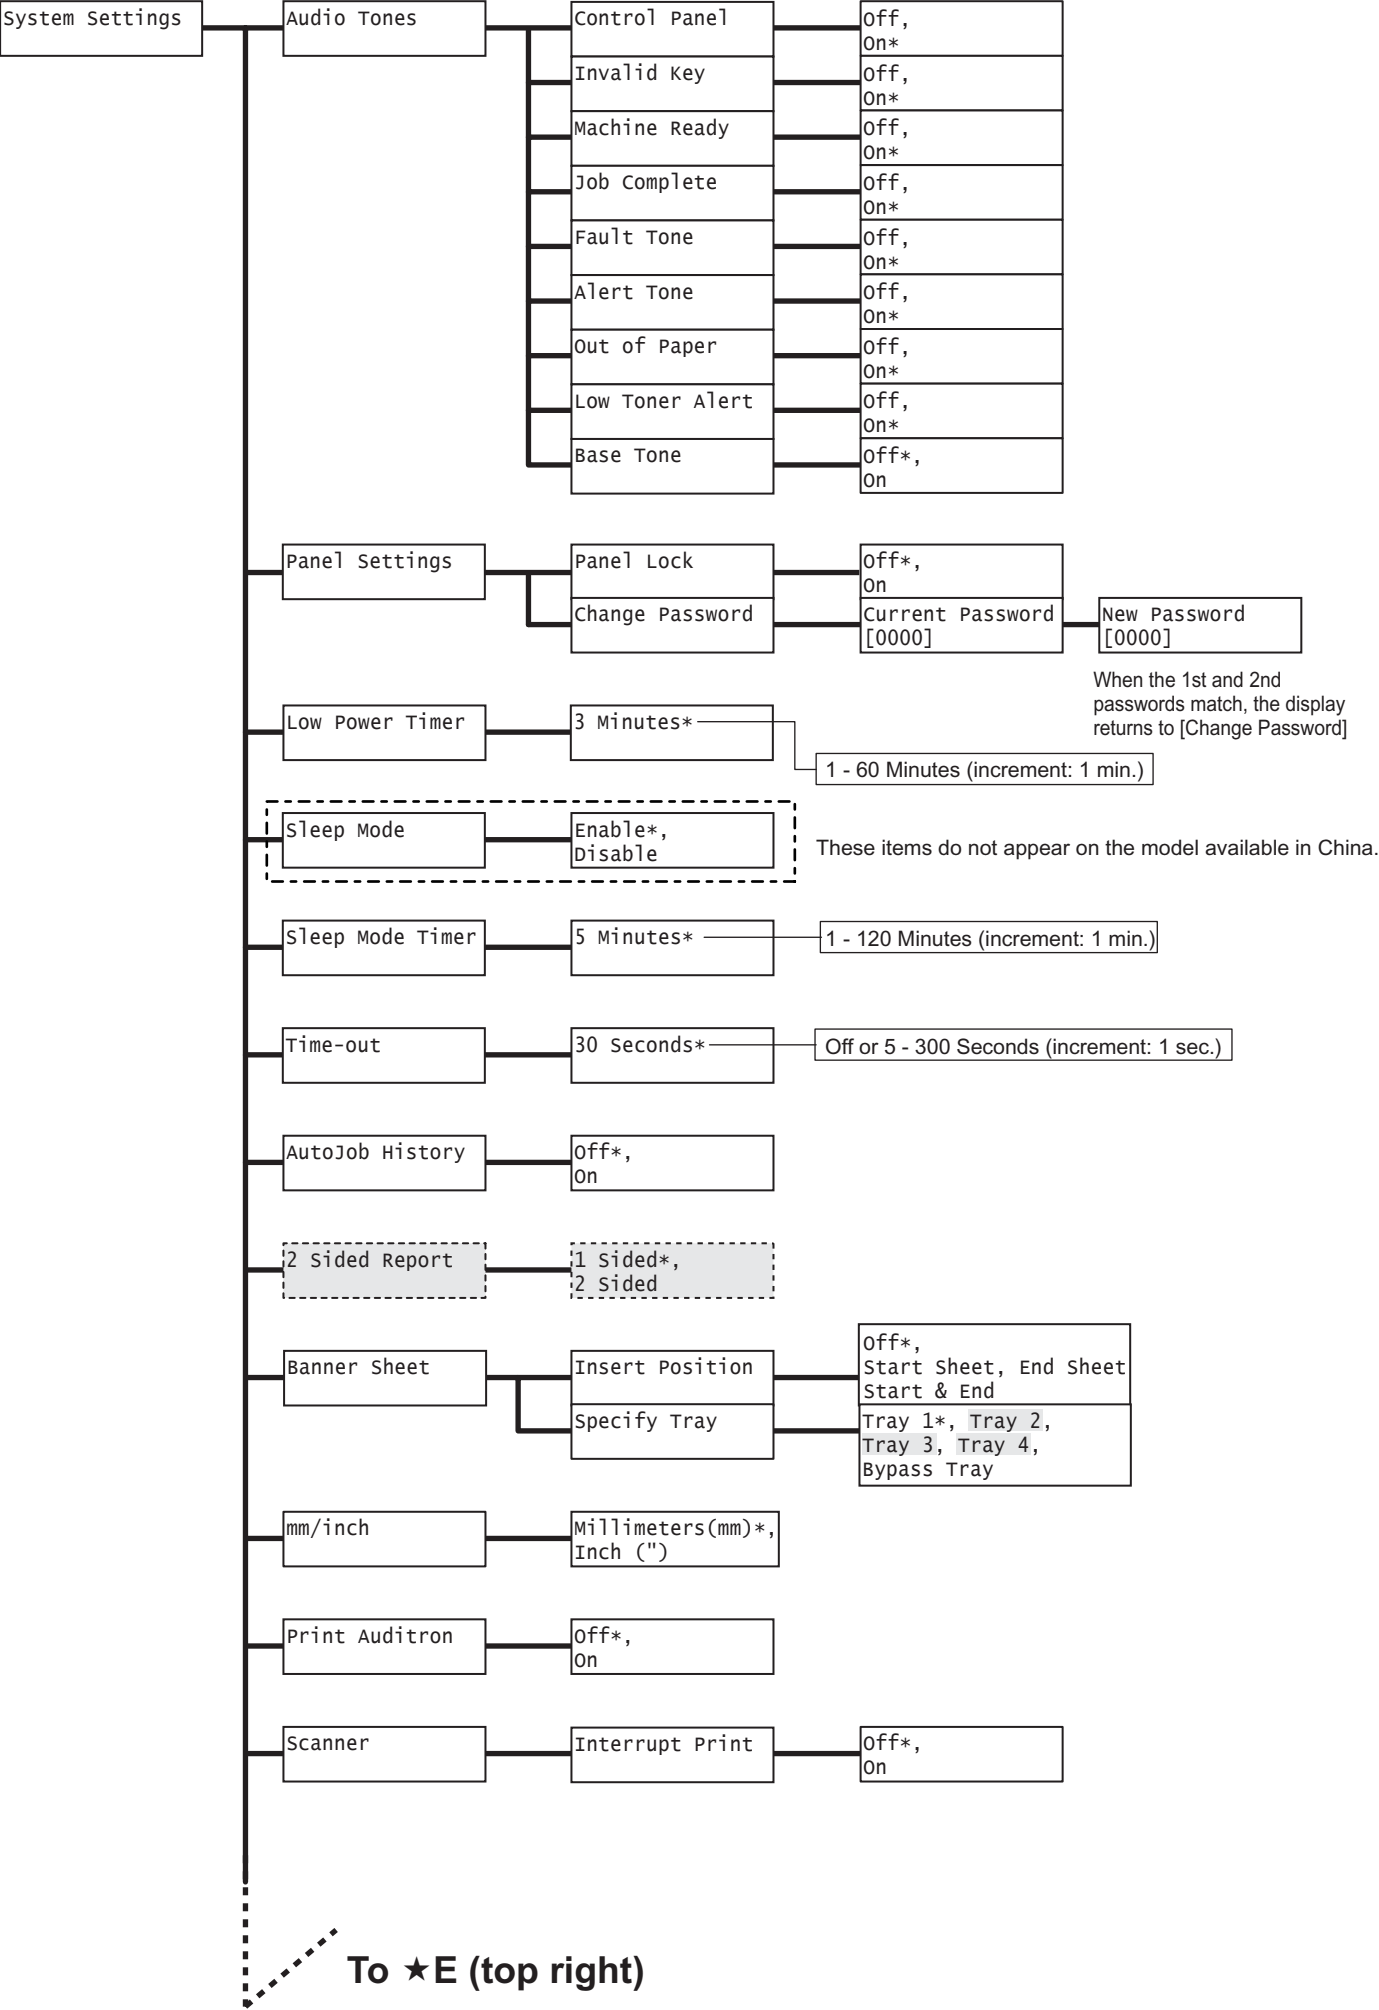 System Settings
Audio Tones
Control Panel
Off,
On*
Invalid Key
Off,
On*
Machine Ready
Off,
On*
Job Complete
Off,
On*
Fault Tone
Off,
On*
Alert Tone
Off,
On*
Out of Paper
Off,
On*
Low Toner Alert
Off,
On*
Base Tone
Off*,
On
Panel Settings
Panel Lock
Off*,
On
Change Password
Current Password
[0000]
New Password
[0000]
When the 1st and 2nd
passwords match, the display
returns to [Change Password]
Low Power Timer
3 Minutes*
1 - 60 Minutes (increment: 1 min.)
Sleep Mode
Enable*,
Disable
These items do not appear on the model available in China.
Sleep Mode Timer
5 Minutes*
1 - 120 Minutes (increment: 1 min.)
Time-out
30 Seconds*
Off or 5 - 300 Seconds (increment: 1 sec.)
AutoJob History
Off*,
On
2 Sided Report
1 Sided*,
2 Sided
Banner Sheet
Insert Position
Off*,
Start Sheet, End Sheet
Start & End
Specify Tray
Tray 1*, Tray 2,
Tray 3, Tray 4,
Bypass Tray
mm/inch
Millimeters(mm)*,
Inch (")
Print Auditron
Off*,
On
Scanner
Interrupt Print
Off*,
On
To ★E (top right)